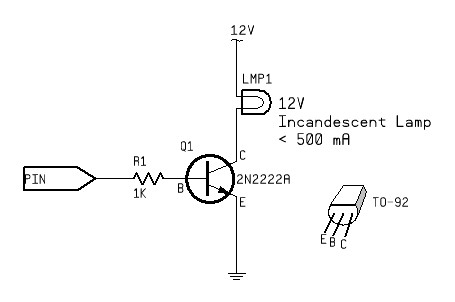 12V
LMP1
12V
Incandescent Lamp
< 500 mA
Q1
C
R1
PIN
B
2N2222A
1K
E
TO-92
E B C